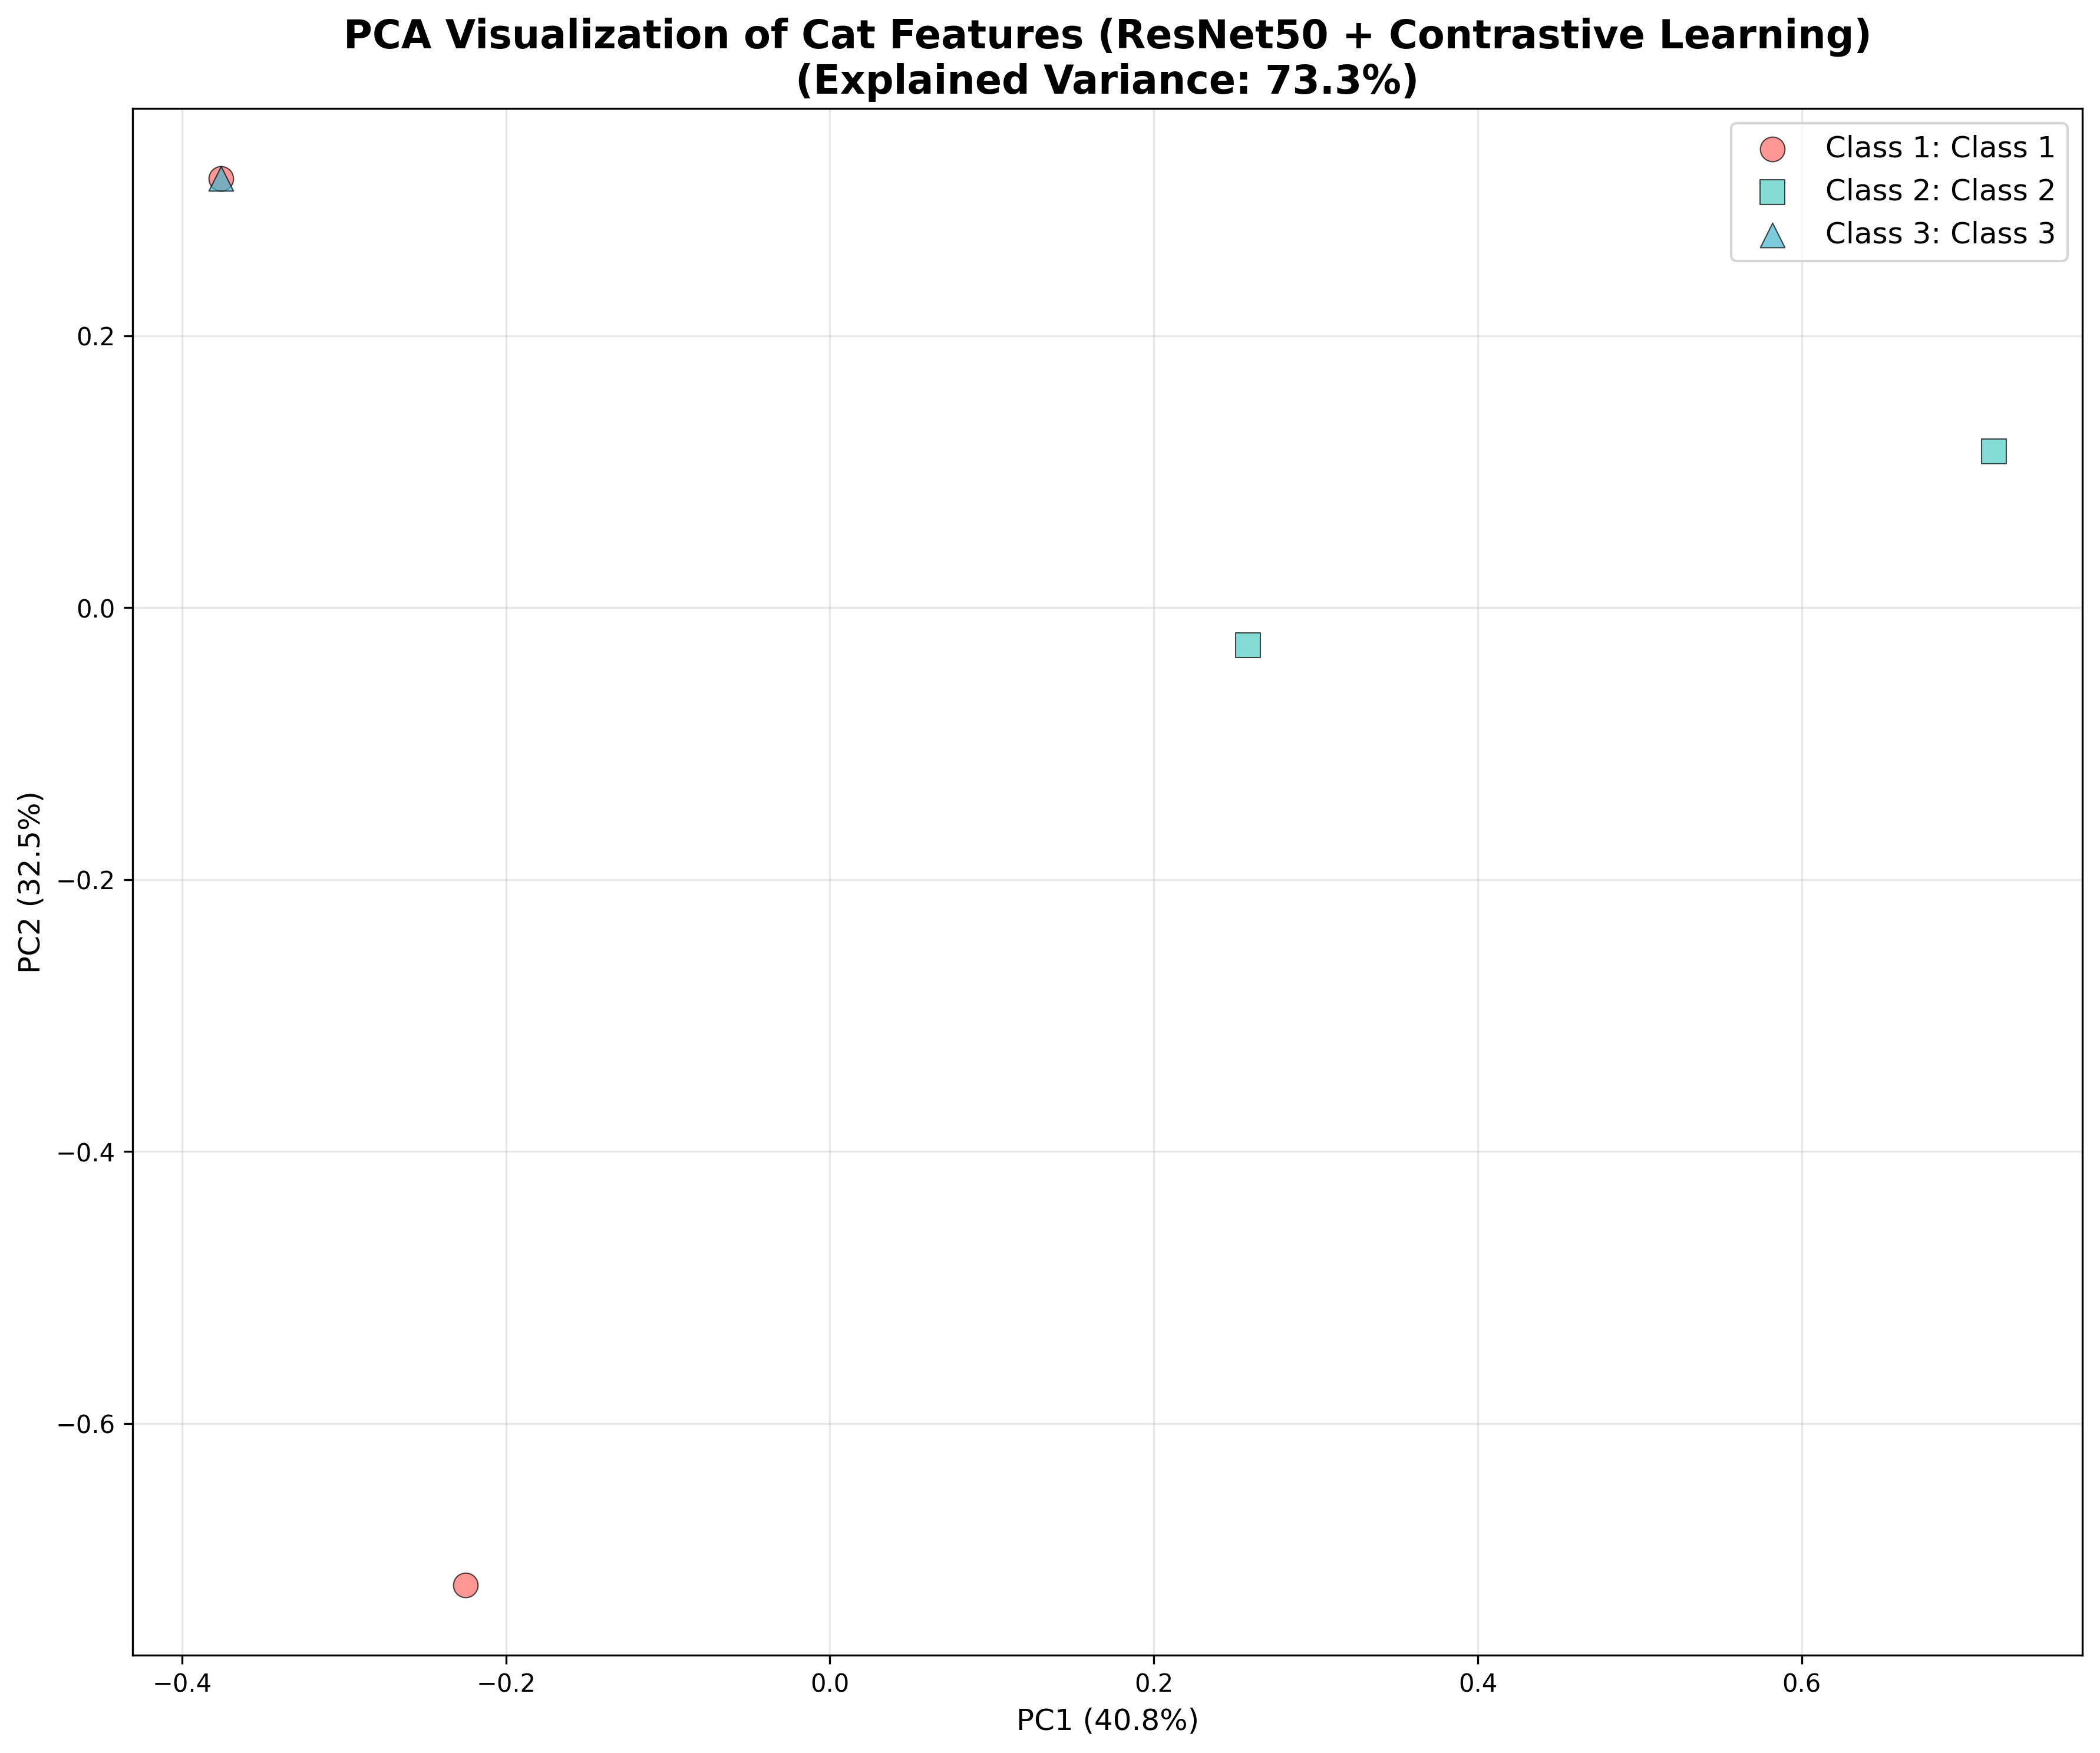 PCA Visualization of Cat Features (ResNet50 + Contrastive Learning)
(Explained Variance: 73.3%)
Class 1: Class 1
Class 2: Class 2
Class 3: Class 3
0.2
0.0
−0.2
−0.4
−0.6
PC2 (32.5%)
−0.4
−0.2
0.0
0.2
0.4
0.6
PC1 (40.8%)